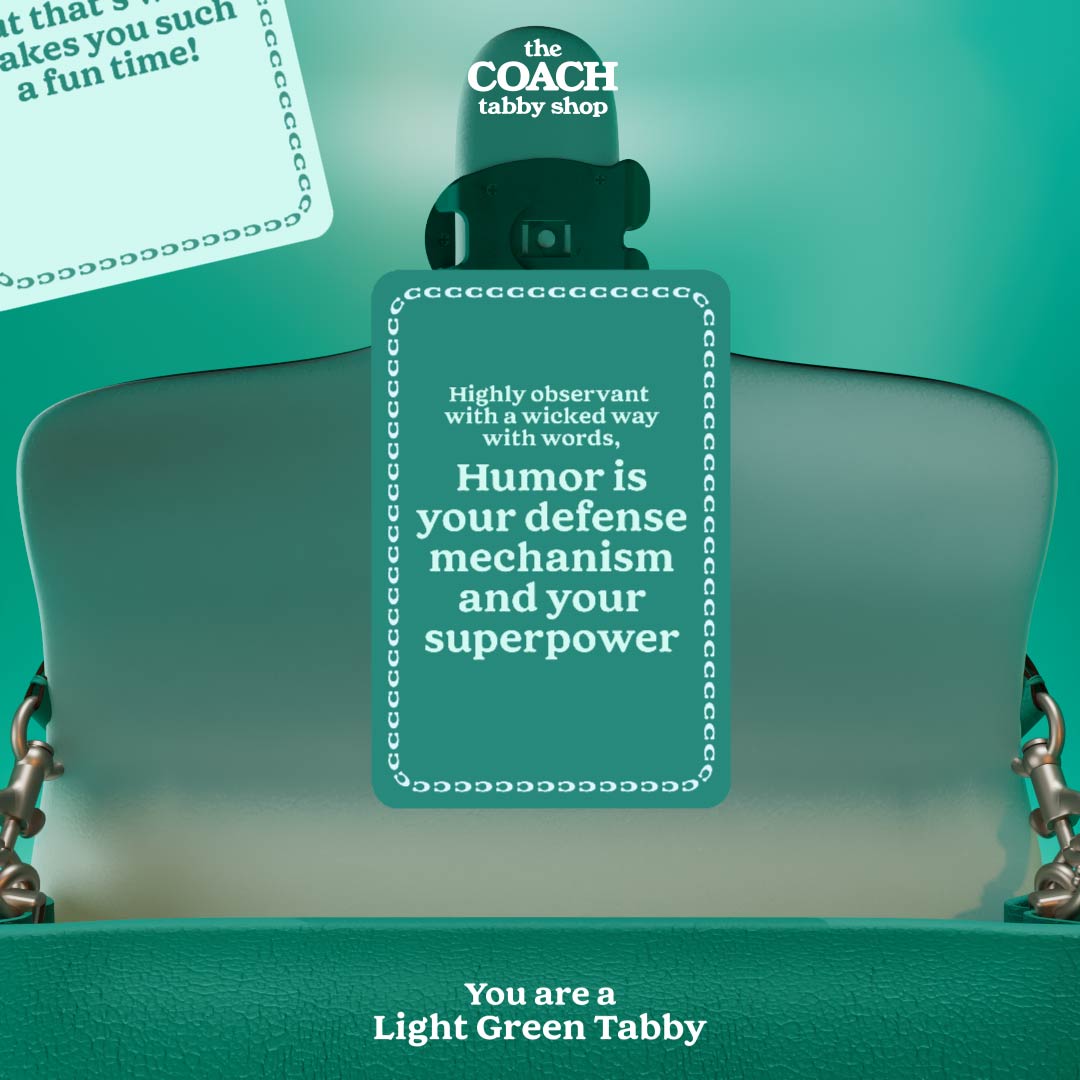 akes you such
a fun time!
the
COACH
tabby shop
Highly observant
with a wicked way
with words,
Humor is
your defense
mechanism
and your
superpower
You are a
Light Green Tabby